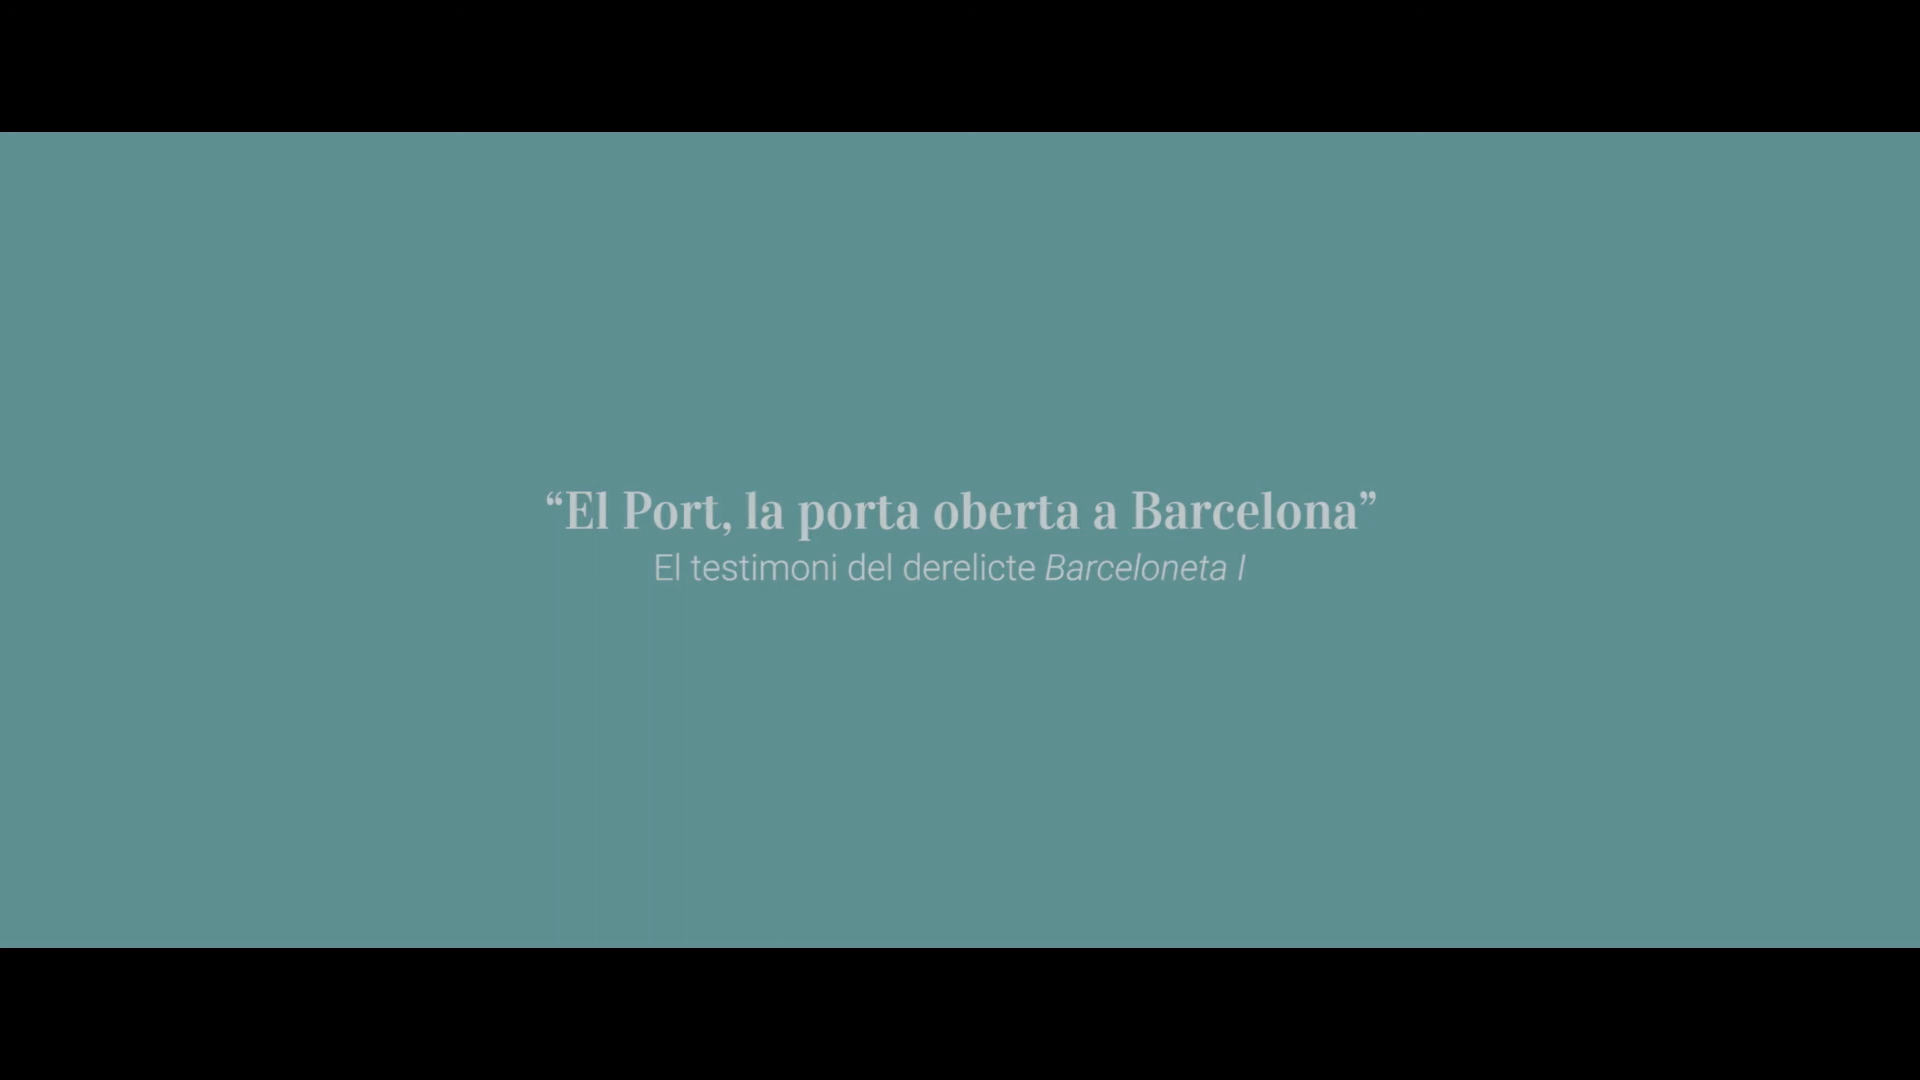 “El Port, la porta oberta a Barcelona”
El testimoni del derelicte Barceloneta I